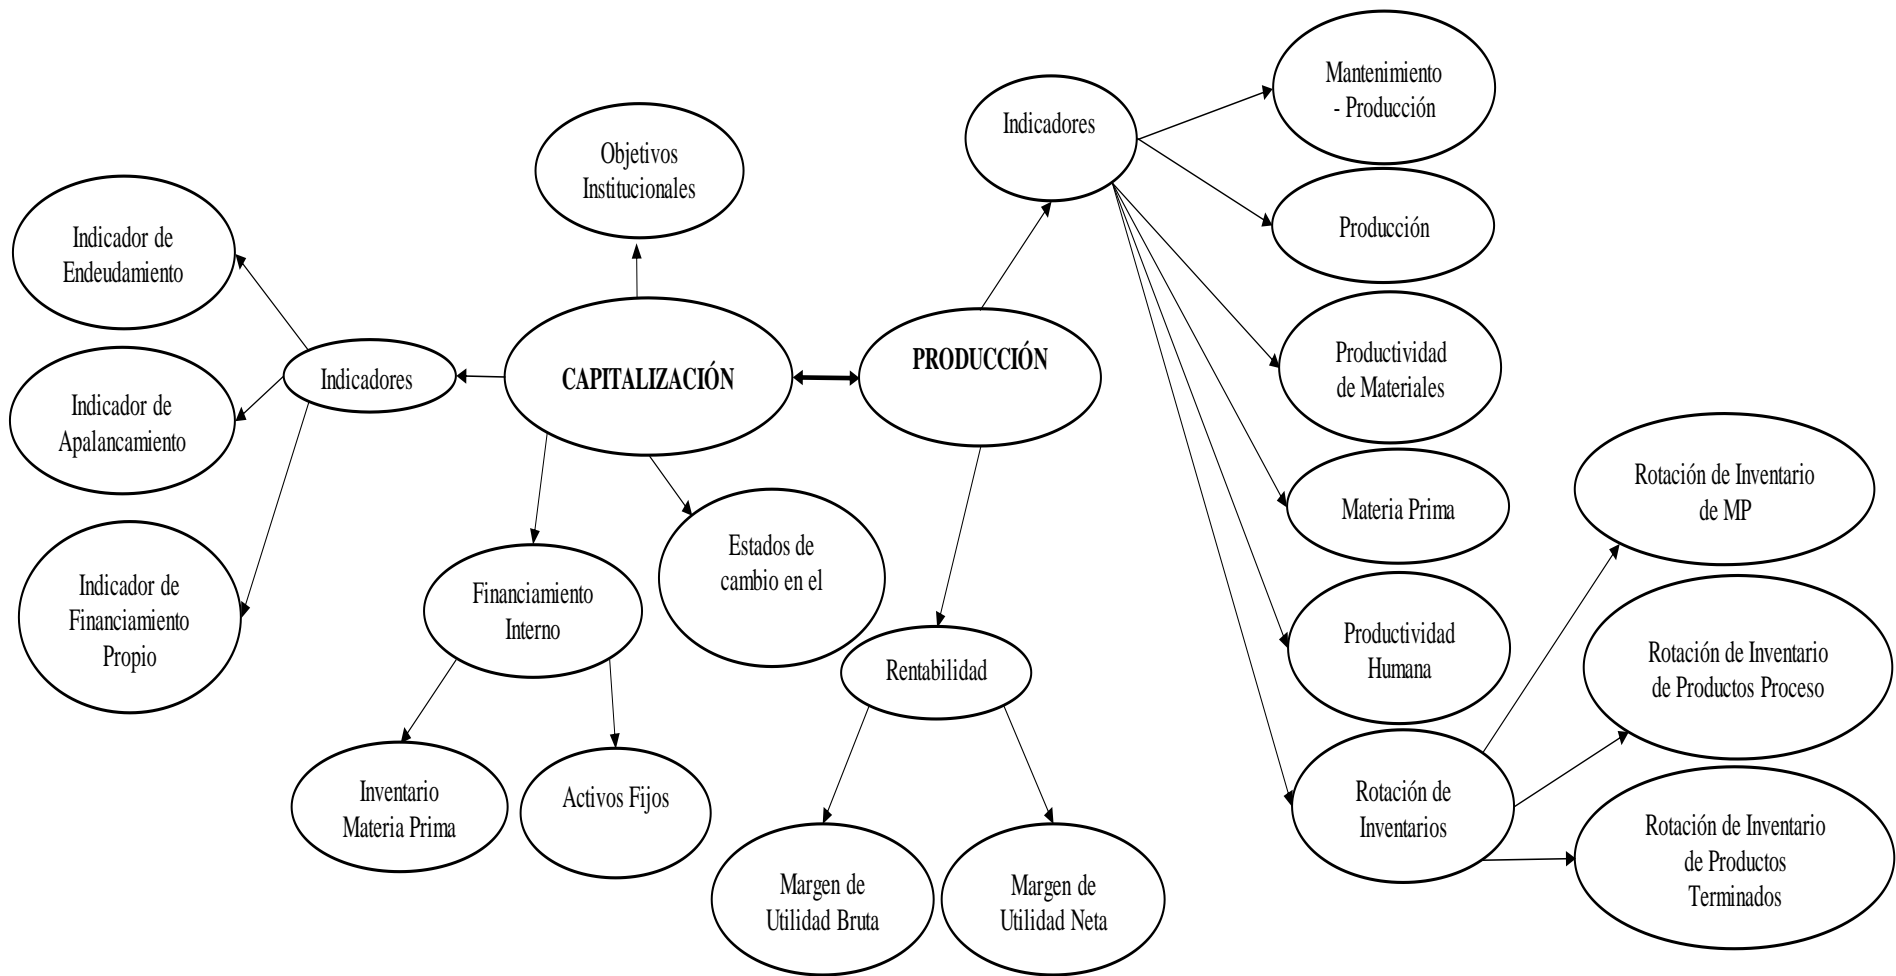 Objetivos
Institucionales
Indicador de
Endeudamiento
Indicador de
Apalancamiento
Indicador de
Financiamiento
Propio
Indicadores
CAPITALIZACIÓN
Financiamiento
Interno
Inventario
Materia Prima
Activos Fijos
Estados de
cambio en el
PRODUCCIÓN
Rentabilidad
Margen de
Utilidad Bruta
Margen de
Utilidad Neta
Indicadores
Mantenimiento
- Producción
Producción
Productividad
de Materiales
Materia Prima
Productividad
Humana
Rotación de
Inventarios
Rotación de Inventario
de MP
Rotación de Inventario
de Productos Proceso
Rotación de Inventario
de Productos
Terminados